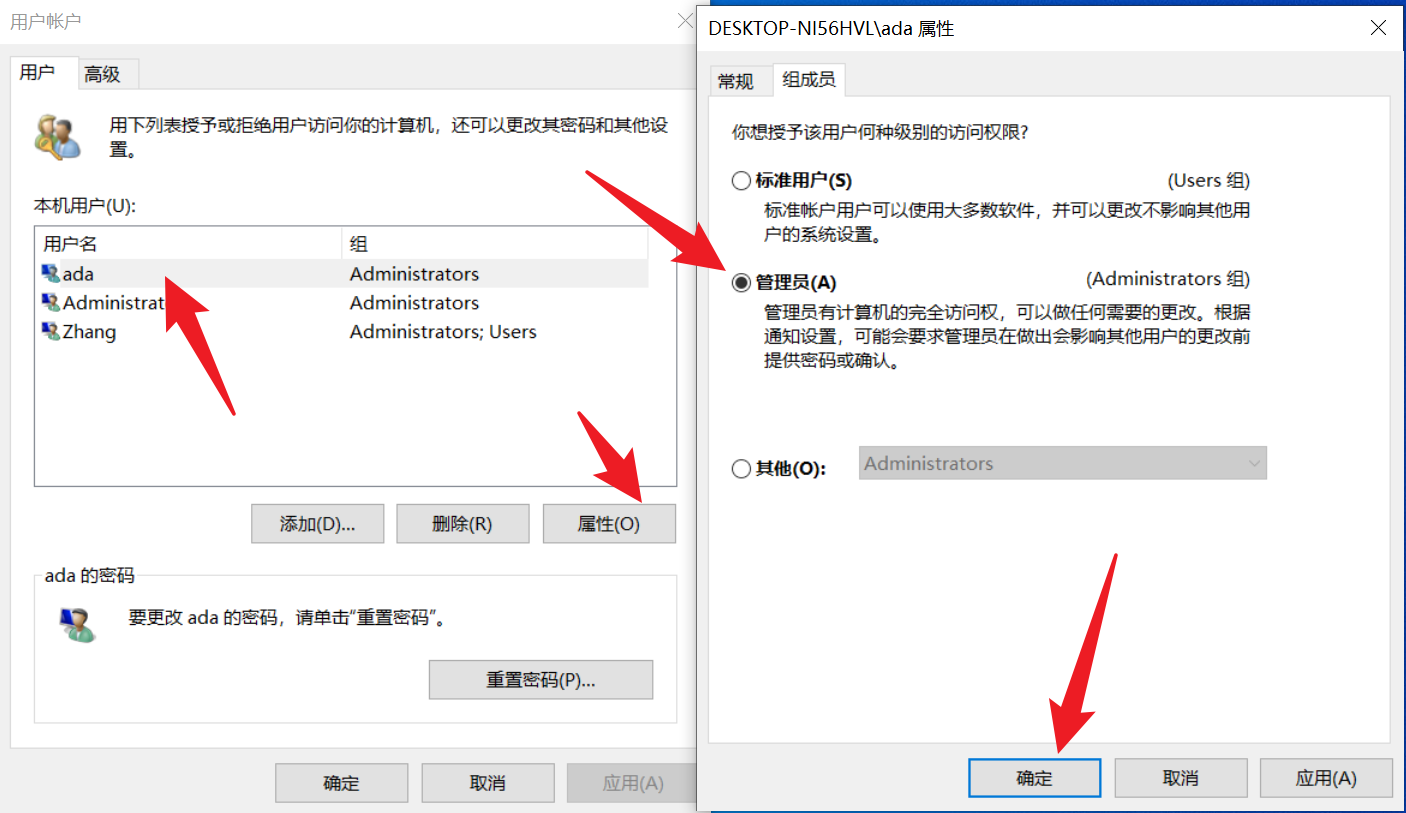 用户帐户
用户
高级
用下列表授予或拒绝用户访问你的计算机，还可以更改其密码和其他设
置。
本机用户(U):
用户名 组
ada Administrators
Administrat Administrators
Zhang Administrators; Users
添加(D)... 删除(R) 属性(O)
ada 的密码
要更改 ada 的密码，请单击“重置密码”。
重置密码(P)...
确定 取消 应用(A)
DESKTOP-NI56HVL\ada 属性
常规 组成员
你想授予该用户何种级别的访问权限?
标准用户(S) (Users 组)
标准帐户用户可以使用大多数软件，并可以更改不影响其他用
户的系统设置。
管理员(A) (Administrators 组)
管理员有计算机的完全访问权，可以做任何需要的更改。根据
通知设置，可能会要求管理员在做出会影响其他用户的更改前
提供密码或确认。
其他(O): Administrators
确定 取消 应用(A)